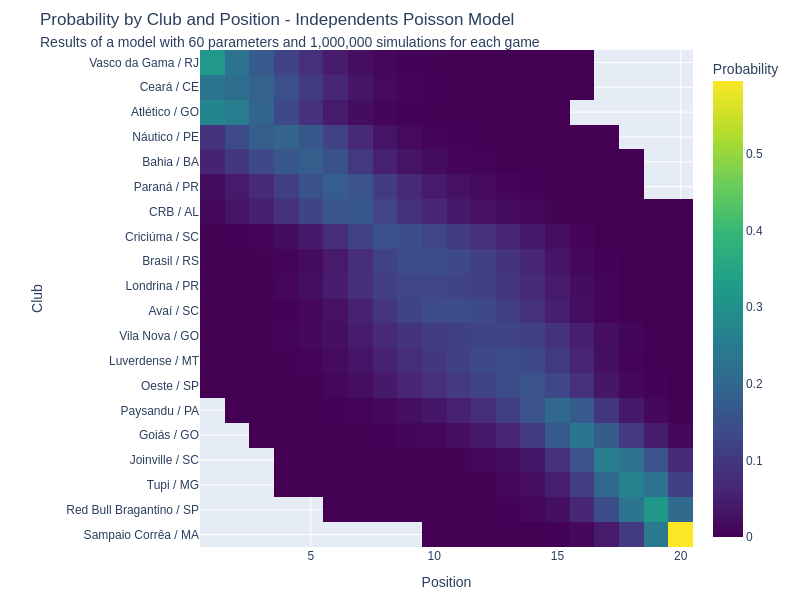 Probability by Club and Position - Independents Poisson Model
Results of a model with 60 parameters and 1,000,000 simulations for each game
Probability
Vasco da Gama / RJ
Ceará / CE
Atlético / GO
Náutico / PE
Bahia / BA
Paraná / PR
CRB / AL
Criciúma / SC
Brasil / RS
Londrina / PR
Avaí / SC
Vila Nova / GO
Luverdense / MT
Oeste / SP
Paysandu / PA
Goiás / GO
Joinville / SC
Tupi / MG
Red Bull Bragantino / SP
Sampaio Corrêa / MA
Club
5
10
15
20
Position
0.5
0.4
0.3
0.2
0.1
0